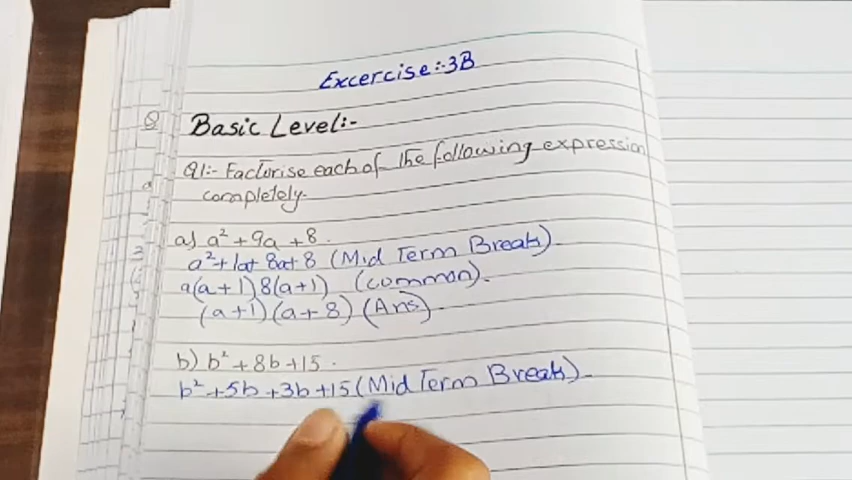 Excercise:-3B
Basic Level:-
Q1:- Factorise each of the following expression
completely.
a) a² + 9a + 8.
a² + 1a + 8a + 8 (Mid Term Break).
a(a + 1) 8(a + 1) (common).
(a + 1) (a + 8) (Ans)
b) b² + 8b + 15.
b² + 5b + 3b + 15 (Mid Term Break).